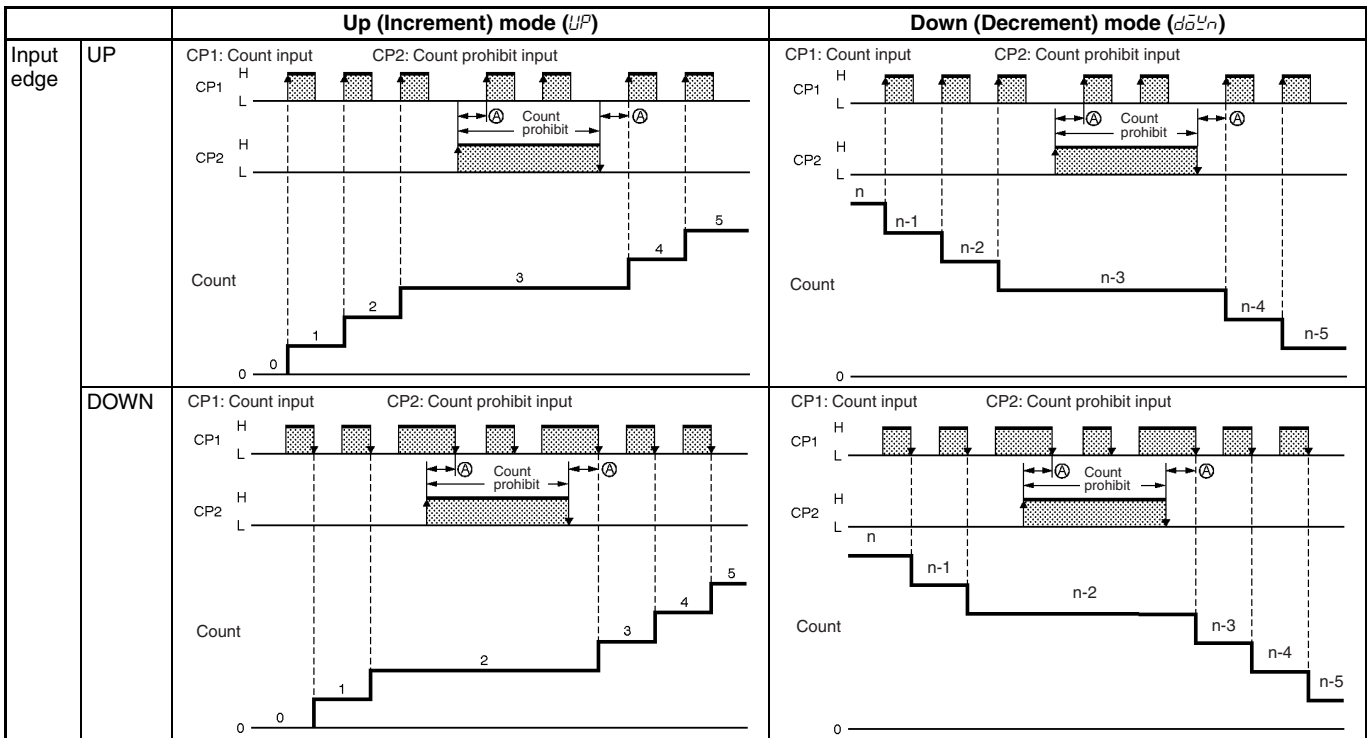 Up (Increment) mode (UP)
Down (Decrement) mode (doYn)
Input edge
UP
CP1: Count input CP2: Count prohibit input
CP1
H
L
A
Count prohibit
A
CP2
H
L
Count
0
0
1
2
3
4
5
CP1: Count input CP2: Count prohibit input
CP1
H
L
A
Count prohibit
A
CP2
H
L
Count
n
n-1
n-2
n-3
n-4
n-5
0
DOWN
CP1: Count input CP2: Count prohibit input
CP1
H
L
A
Count prohibit
A
CP2
H
L
Count
0
0
1
2
3
4
5
CP1: Count input CP2: Count prohibit input
CP1
H
L
A
Count prohibit
A
CP2
H
L
Count
n
n-1
n-2
n-3
n-4
n-5
0